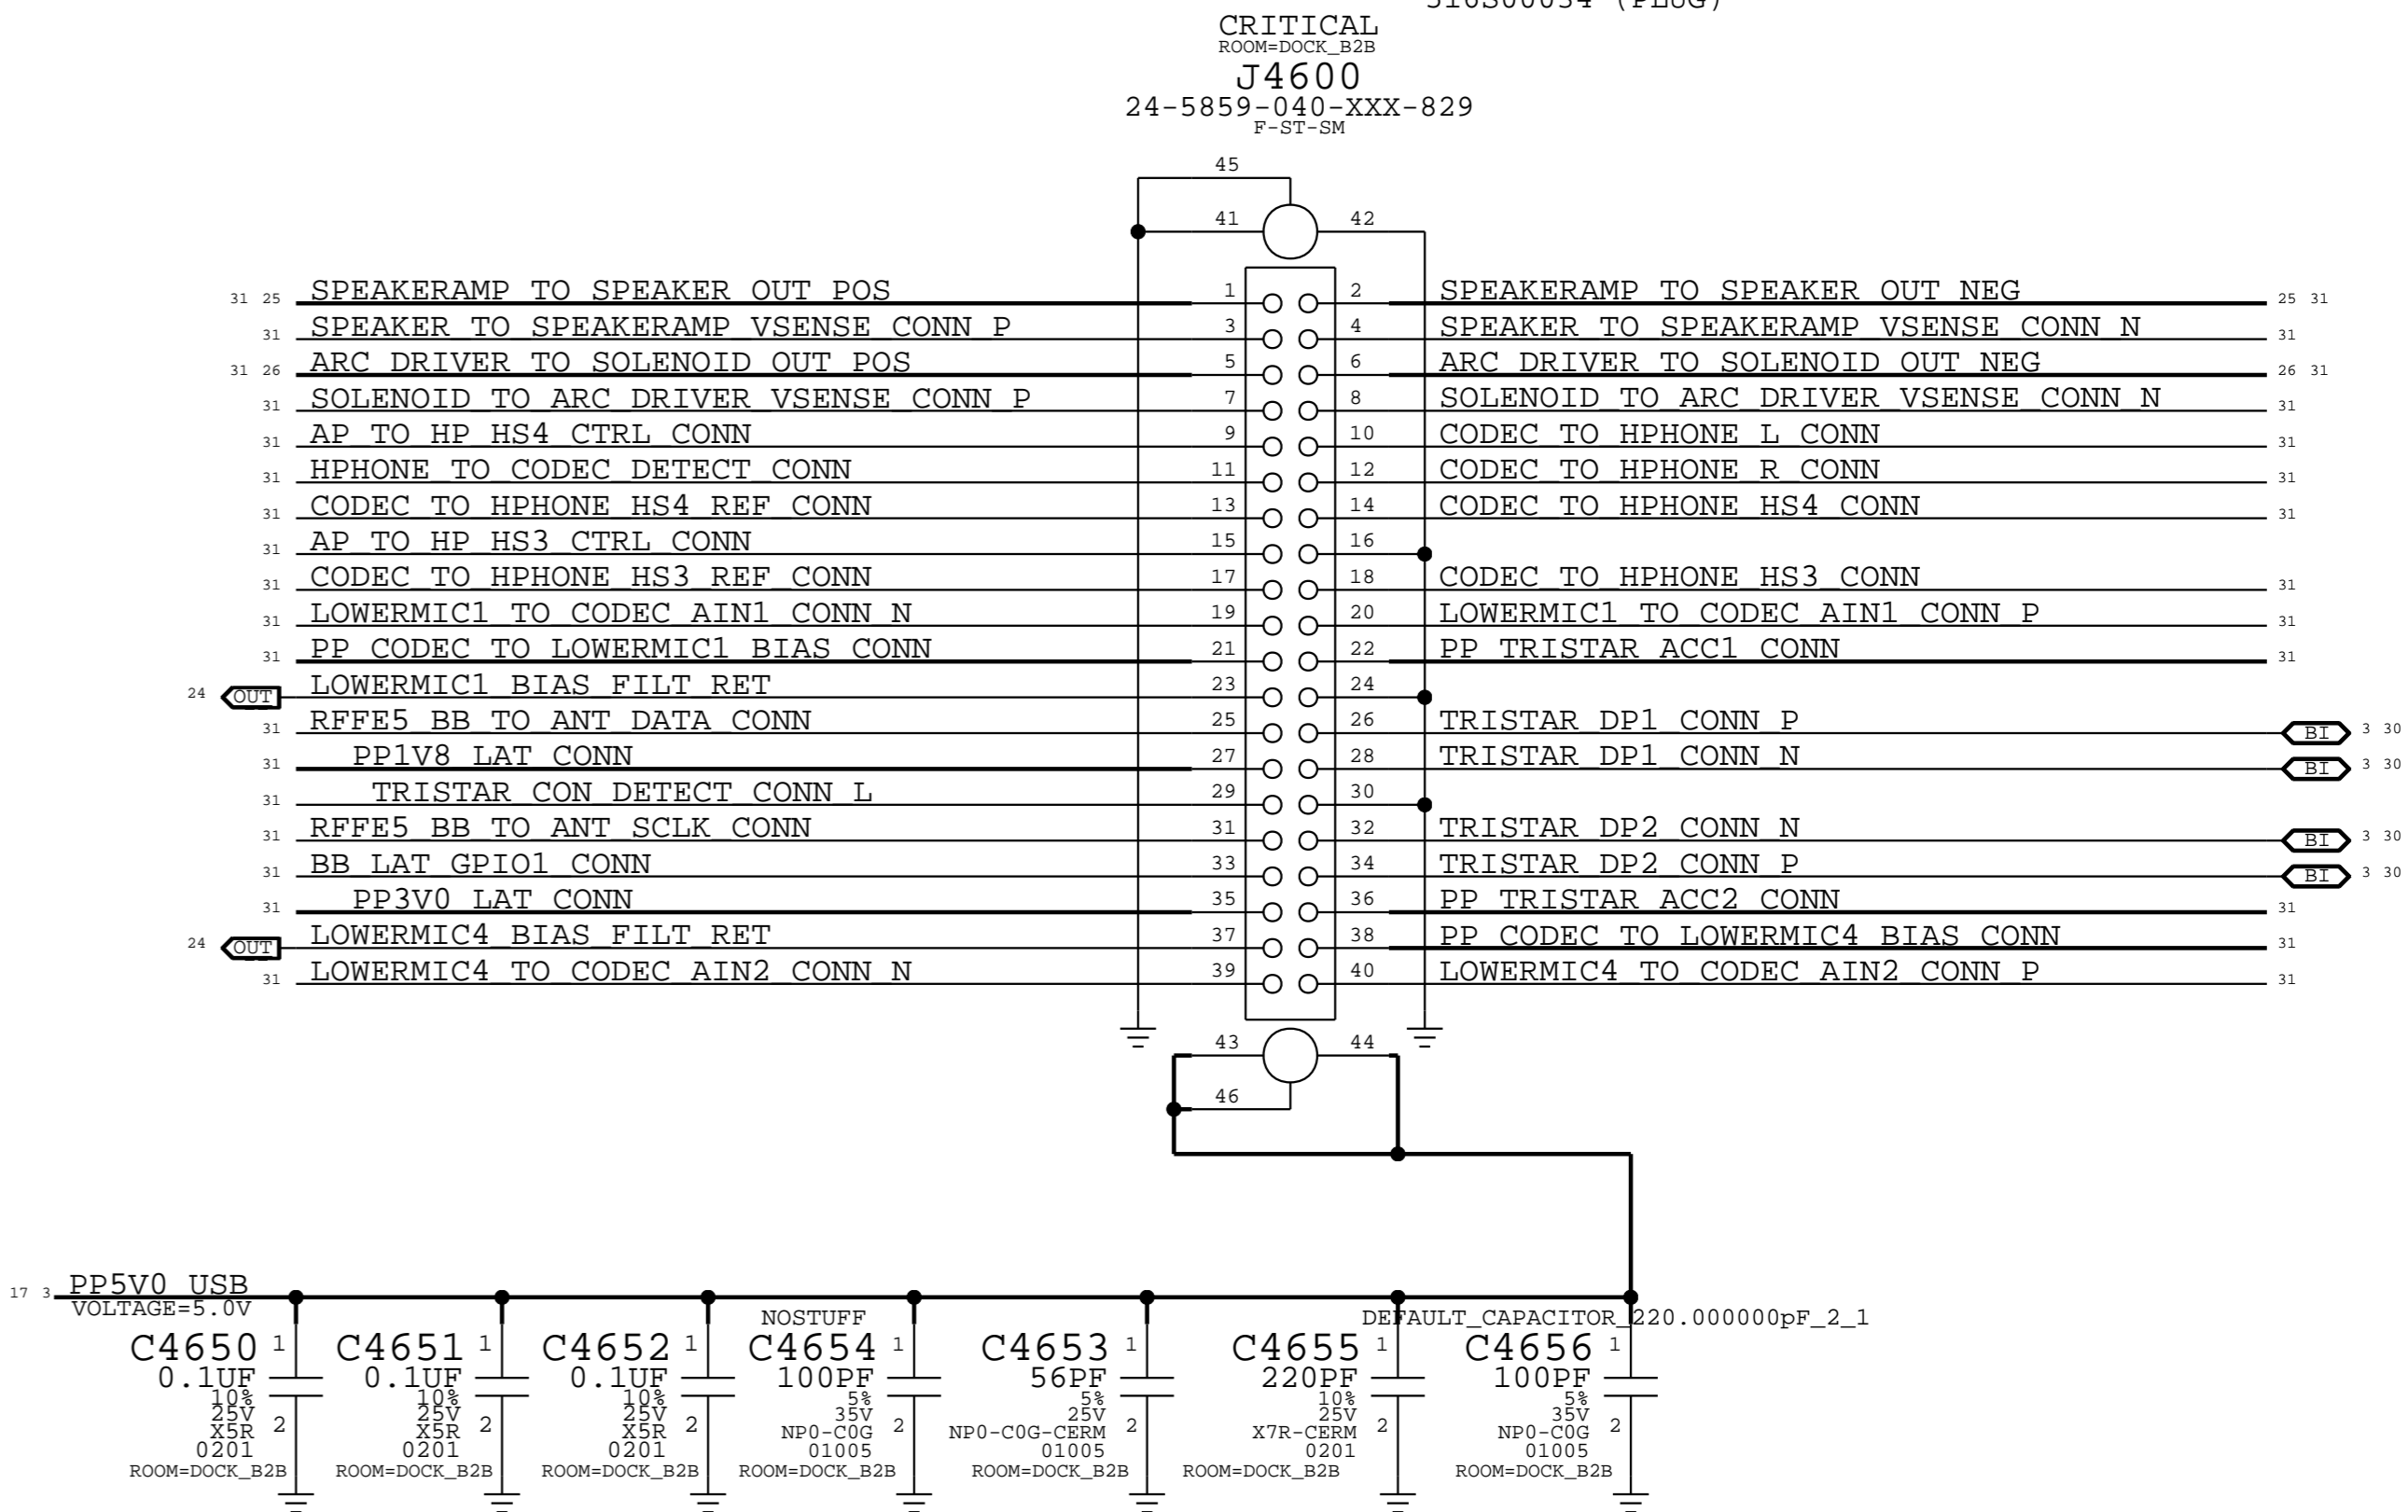 CRITICAL
ROOM=DOCK_B2B
J4600
24-5859-040-XXX-829
F-ST-SM
45
41 42
31 25 SPEAKERAMP_TO_SPEAKER_OUT_POS 1 2 SPEAKERAMP_TO_SPEAKER_OUT_NEG 25 31
31 SPEAKER_TO_SPEAKERAMP_VSENSE_CONN_P 3 4 SPEAKER_TO_SPEAKERAMP_VSENSE_CONN_N 31
31 26 ARC_DRIVER_TO_SOLENOID_OUT_POS 5 6 ARC_DRIVER_TO_SOLENOID_OUT_NEG 26 31
31 SOLENOID_TO_ARC_DRIVER_VSENSE_CONN_P 7 8 SOLENOID_TO_ARC_DRIVER_VSENSE_CONN_N 31
31 AP_TO_HP_HS4_CTRL_CONN 9 10 CODEC_TO_HPHONE_L_CONN 31
31 HPHONE_TO_CODEC_DETECT_CONN 11 12 CODEC_TO_HPHONE_R_CONN 31
31 CODEC_TO_HPHONE_HS4_REF_CONN 13 14 CODEC_TO_HPHONE_HS4_CONN 31
31 AP_TO_HP_HS3_CTRL_CONN 15 16
31 CODEC_TO_HPHONE_HS3_REF_CONN 17 18 CODEC_TO_HPHONE_HS3_CONN 31
31 LOWERMIC1_TO_CODEC_AIN1_CONN_N 19 20 LOWERMIC1_TO_CODEC_AIN1_CONN_P 31
31 PP_CODEC_TO_LOWERMIC1_BIAS_CONN 21 22 PP_TRISTAR_ACC1_CONN 31
24 OUT LOWERMIC1_BIAS_FILT_RET 23 24
31 RFFE5_BB_TO_ANT_DATA_CONN 25 26 TRISTAR_DP1_CONN_P BI 3 30
31 PP1V8_LAT_CONN 27 28 TRISTAR_DP1_CONN_N BI 3 30
31 TRISTAR_CON_DETECT_CONN_L 29 30
31 RFFE5_BB_TO_ANT_SCLK_CONN 31 32 TRISTAR_DP2_CONN_N BI 3 30
31 BB_LAT_GPIO1_CONN 33 34 TRISTAR_DP2_CONN_P BI 3 30
31 PP3V0_LAT_CONN 35 36 PP_TRISTAR_ACC2_CONN 31
24 OUT LOWERMIC4_BIAS_FILT_RET 37 38 PP_CODEC_TO_LOWERMIC4_BIAS_CONN 31
31 LOWERMIC4_TO_CODEC_AIN2_CONN_N 39 40 LOWERMIC4_TO_CODEC_AIN2_CONN_P 31
43 44
46
17 3 PP5V0_USB
VOLTAGE=5.0V
NOSTUFF DEFAULT_CAPACITOR_220.000000pF_2_1
C4650 1 C4651 1 C4652 1 C4654 1 C4653 1 C4655 1 C4656 1
0.1UF 0.1UF 0.1UF 100PF 56PF 220PF 100PF
10% 10% 10% 5% 5% 10% 5%
25V 25V 25V 35V 25V 25V 35V
X5R 2 X5R 2 X5R 2 NP0-C0G 2 NP0-C0G-CERM 2 X7R-CERM 2 NP0-C0G 2
0201 0201 0201 01005 01005 0201 01005
ROOM=DOCK_B2B ROOM=DOCK_B2B ROOM=DOCK_B2B ROOM=DOCK_B2B ROOM=DOCK_B2B ROOM=DOCK_B2B ROOM=DOCK_B2B